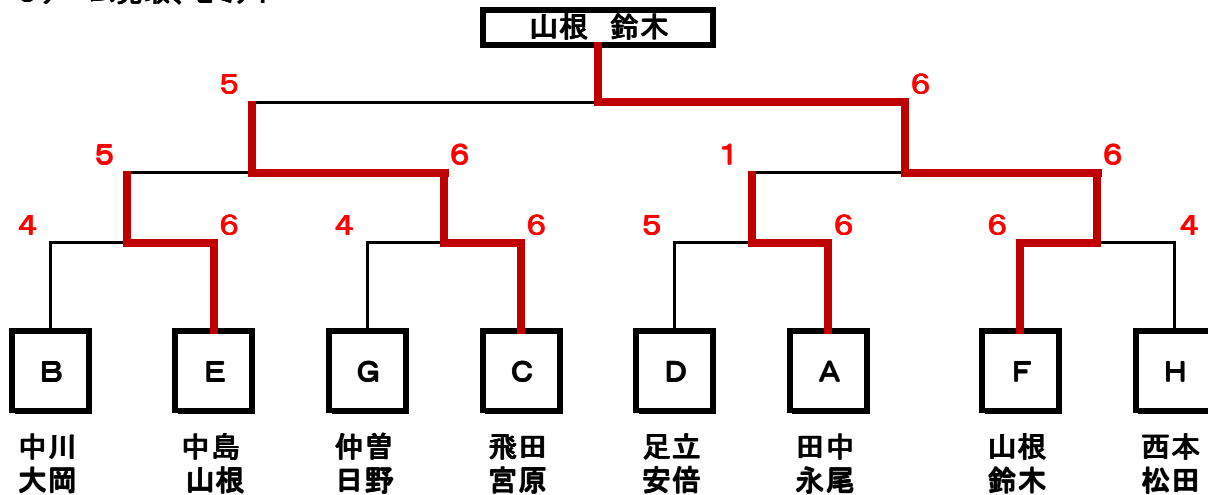 山根 鈴木
5 6
5 6 1 6
4 6 4 6 5 6 6 4
B E G C D A F H
中川 中島 仲曽 飛田 足立 田中 山根 西本
大岡 山根 日野 宮原 安倍 永尾 鈴木 松田